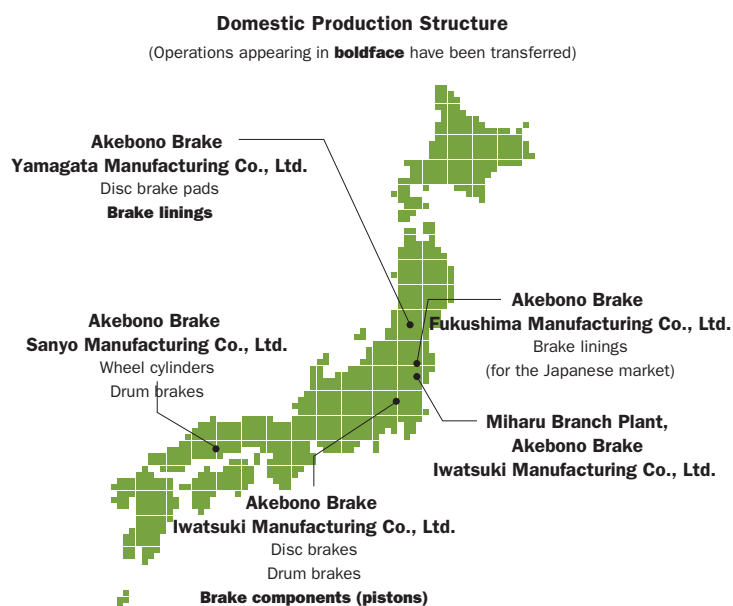 Domestic Production Structure
(Operations appearing in boldface have been transferred)
Akebono Brake
Yamagata Manufacturing Co., Ltd.
Disc brake pads
Brake linings
Akebono Brake
Fukushima Manufacturing Co., Ltd.
Brake linings
(for the Japanese market)
Akebono Brake
Sanyo Manufacturing Co., Ltd.
Wheel cylinders
Drum brakes
Miharu Branch Plant,
Akebono Brake
Iwatsuki Manufacturing Co., Ltd.
Akebono Brake
Iwatsuki Manufacturing Co., Ltd.
Disc brakes
Drum brakes
Brake components (pistons)